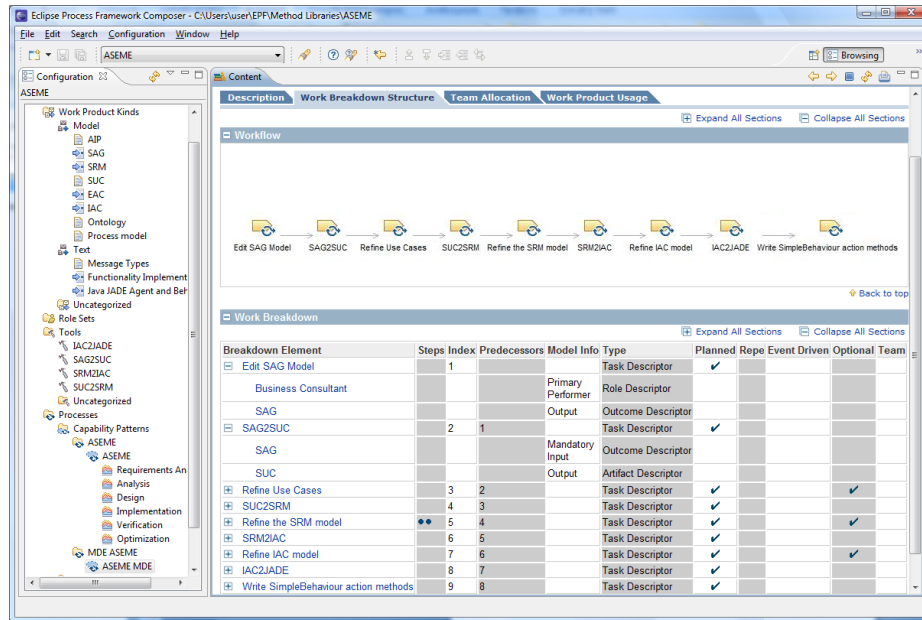 Eclipse Process Framework Composer - C:\Users\user\EPF\Method Libraries\ASEME
File Edit Search Configuration Window Help
ASEME
Browsing
Configuration
ASEME
Work Product Kinds
Model
AIP
SAG
SRM
SUC
EAC
IAC
Ontology
Process model
Text
Message Types
Functionality Implement
Java JADE Agent and Beh
Uncategorized
Role Sets
Tools
IAC2JADE
SAG2SUC
SRM2IAC
SUC2SRM
Uncategorized
Processes
Capability Patterns
ASEME
ASEME
Requirements An
Analysis
Design
Implementation
Verification
Optimization
MDE ASEME
ASEME MDE
Content
Description Work Breakdown Structure Team Allocation Work Product Usage
Expand All Sections Collapse All Sections
Workflow
Edit SAG Model SAG2SUC Refine Use Cases SUC2SRM Refine the SRM model SRM2IAC Refine IAC model IAC2JADE Write SimpleBehaviour action methods
Back to top
Work Breakdown
Expand All Sections Collapse All Sections
Breakdown Element Steps Index Predecessors Model Info Type Planned Repe Event Driven Optional Team
Edit SAG Model 1 Task Descriptor ✔
Business Consultant Primary Performer Role Descriptor
SAG Output Outcome Descriptor
SAG2SUC 2 1 Task Descriptor ✔
SAG Mandatory Input Outcome Descriptor
SUC Output Artifact Descriptor
Refine Use Cases 3 2 Task Descriptor ✔ ✔
SUC2SRM 4 3 Task Descriptor ✔
Refine the SRM model •• 5 4 Task Descriptor ✔ ✔
SRM2IAC 6 5 Task Descriptor ✔
Refine IAC model 7 6 Task Descriptor ✔ ✔
IAC2JADE 8 7 Task Descriptor ✔
Write SimpleBehaviour action methods 9 8 Task Descriptor ✔